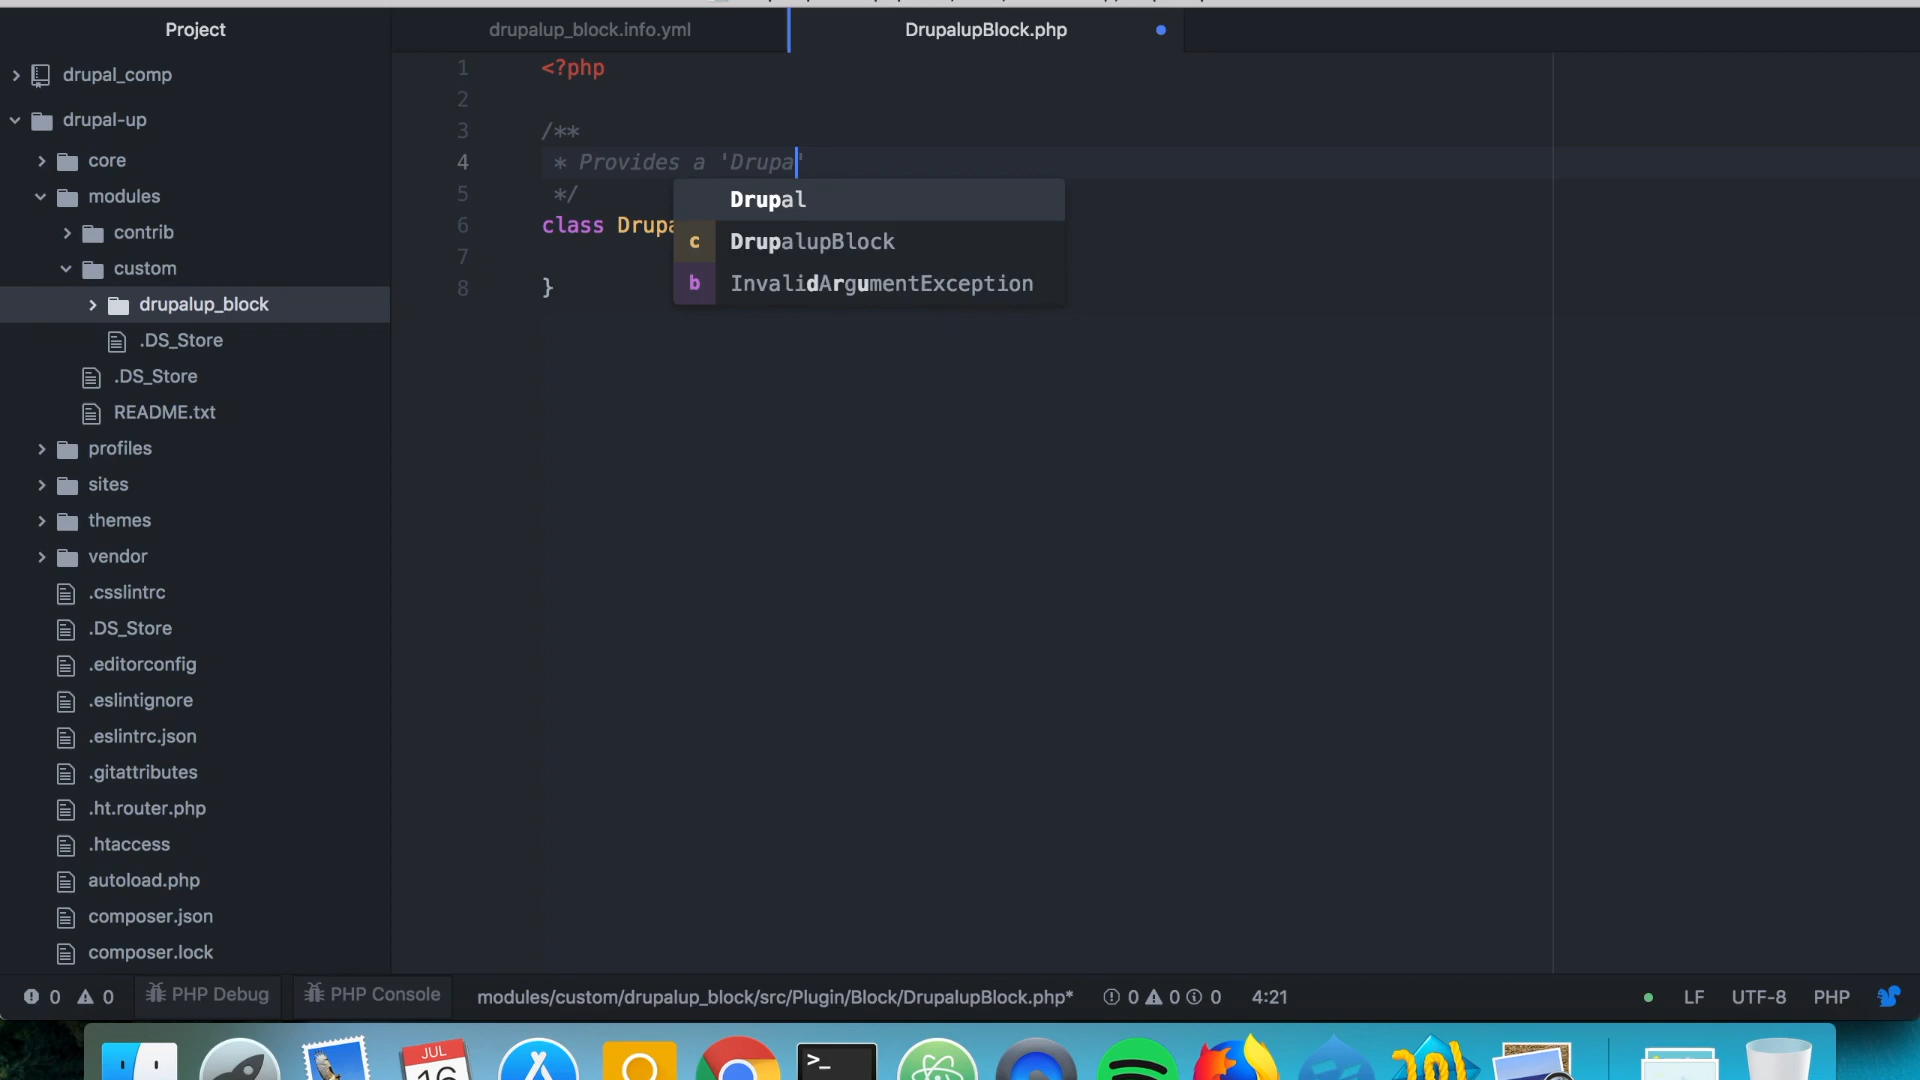 Project
drupalup_block.info.yml
DrupalupBlock.php
drupal_comp
drupal-up
core
modules
contrib
custom
drupalup_block
.DS_Store
.DS_Store
README.txt
profiles
sites
themes
vendor
.csslintrc
.DS_Store
.editorconfig
.eslintignore
.eslintrc.json
.gitattributes
.ht.router.php
.htaccess
autoload.php
composer.json
composer.lock
1 <?php
2
3 /**
4 * Provides a 'Drupa'
5 */
6 class Drupa
7
8 }
Drupal
c DrupalupBlock
b InvalidArgumentException
0 0 PHP Debug PHP Console modules/custom/drupalup_block/src/Plugin/Block/DrupalupBlock.php* 0 0 0 4:21 LF UTF-8 PHP
JUL
16
>_